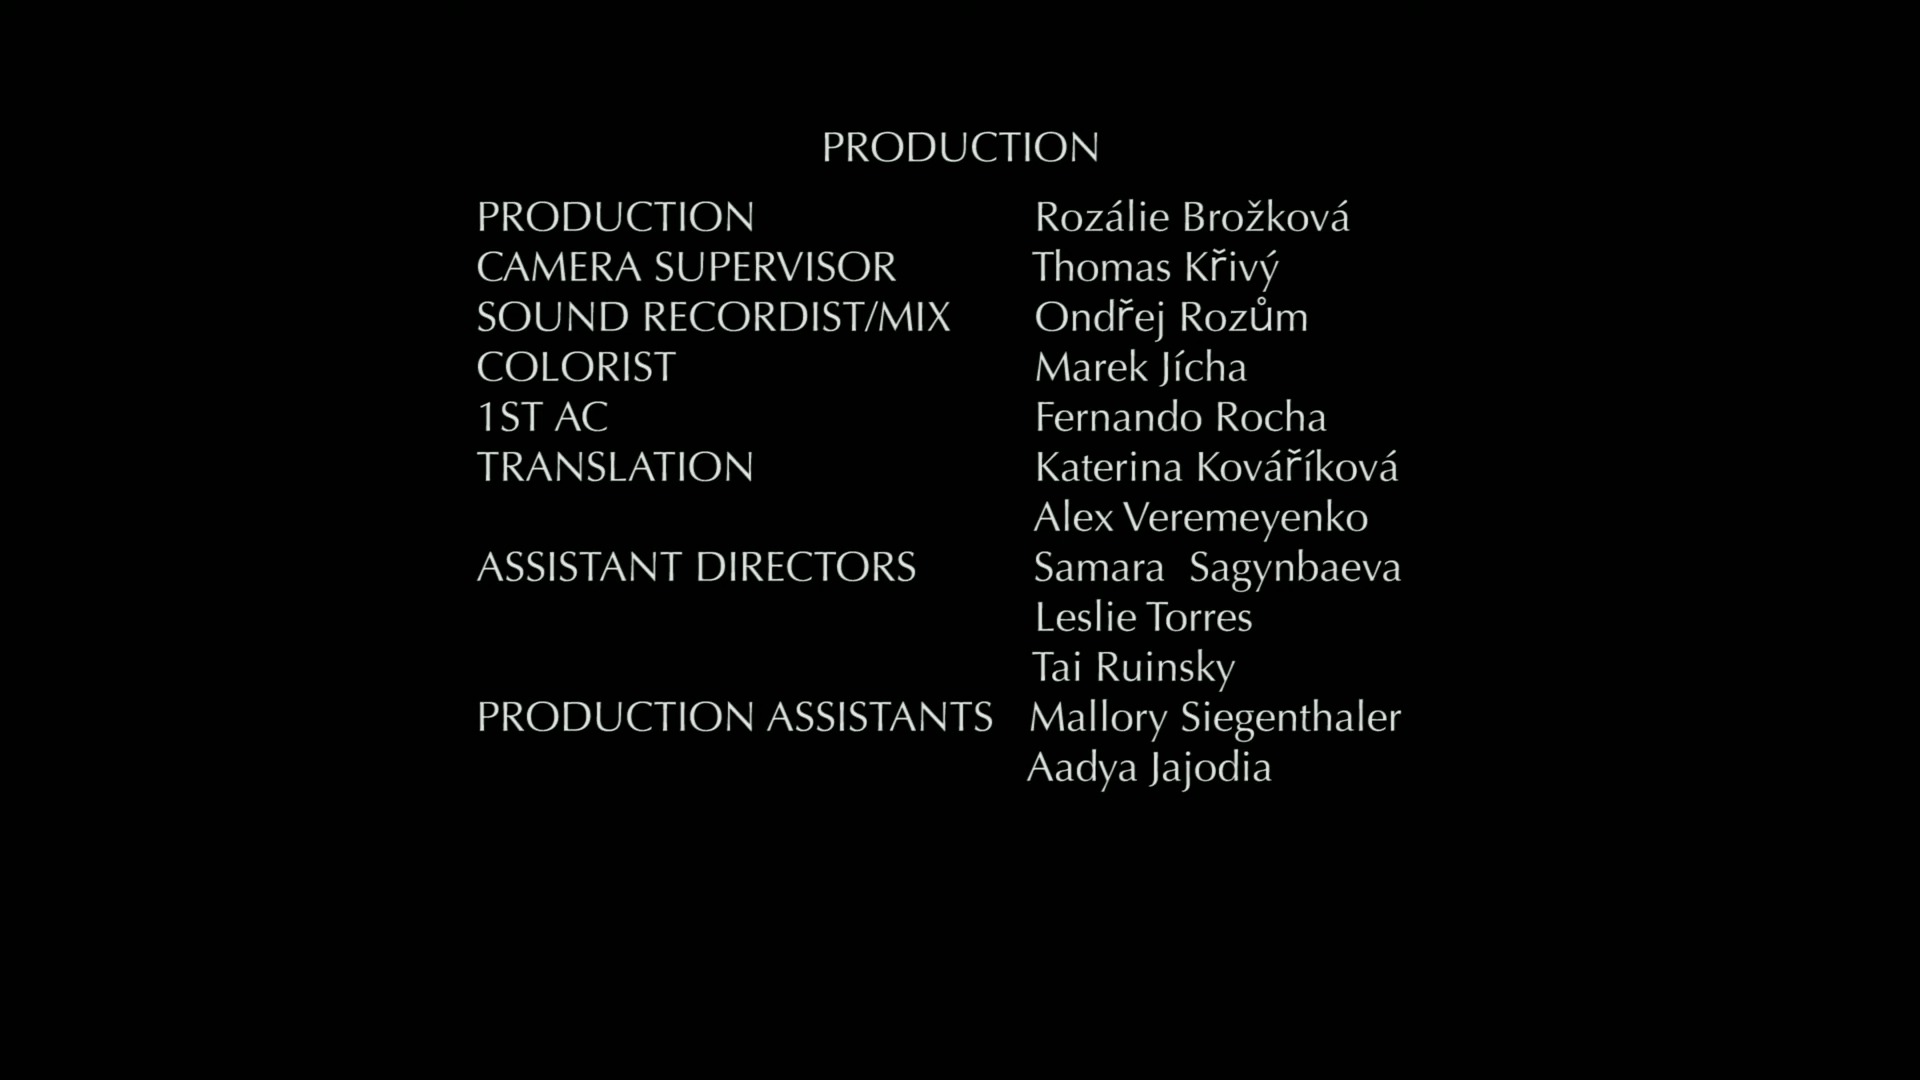 PRODUCTION
PRODUCTION Rozálie Brožková
CAMERA SUPERVISOR Thomas Křivý
SOUND RECORDIST/MIX Ondřej Rozům
COLORIST Marek Jícha
1ST AC Fernando Rocha
TRANSLATION Katerina Kováříková
Alex Veremeyenko
ASSISTANT DIRECTORS Samara Sagynbaeva
Leslie Torres
Tai Ruinsky
PRODUCTION ASSISTANTS Mallory Siegenthaler
Aadya Jajodia